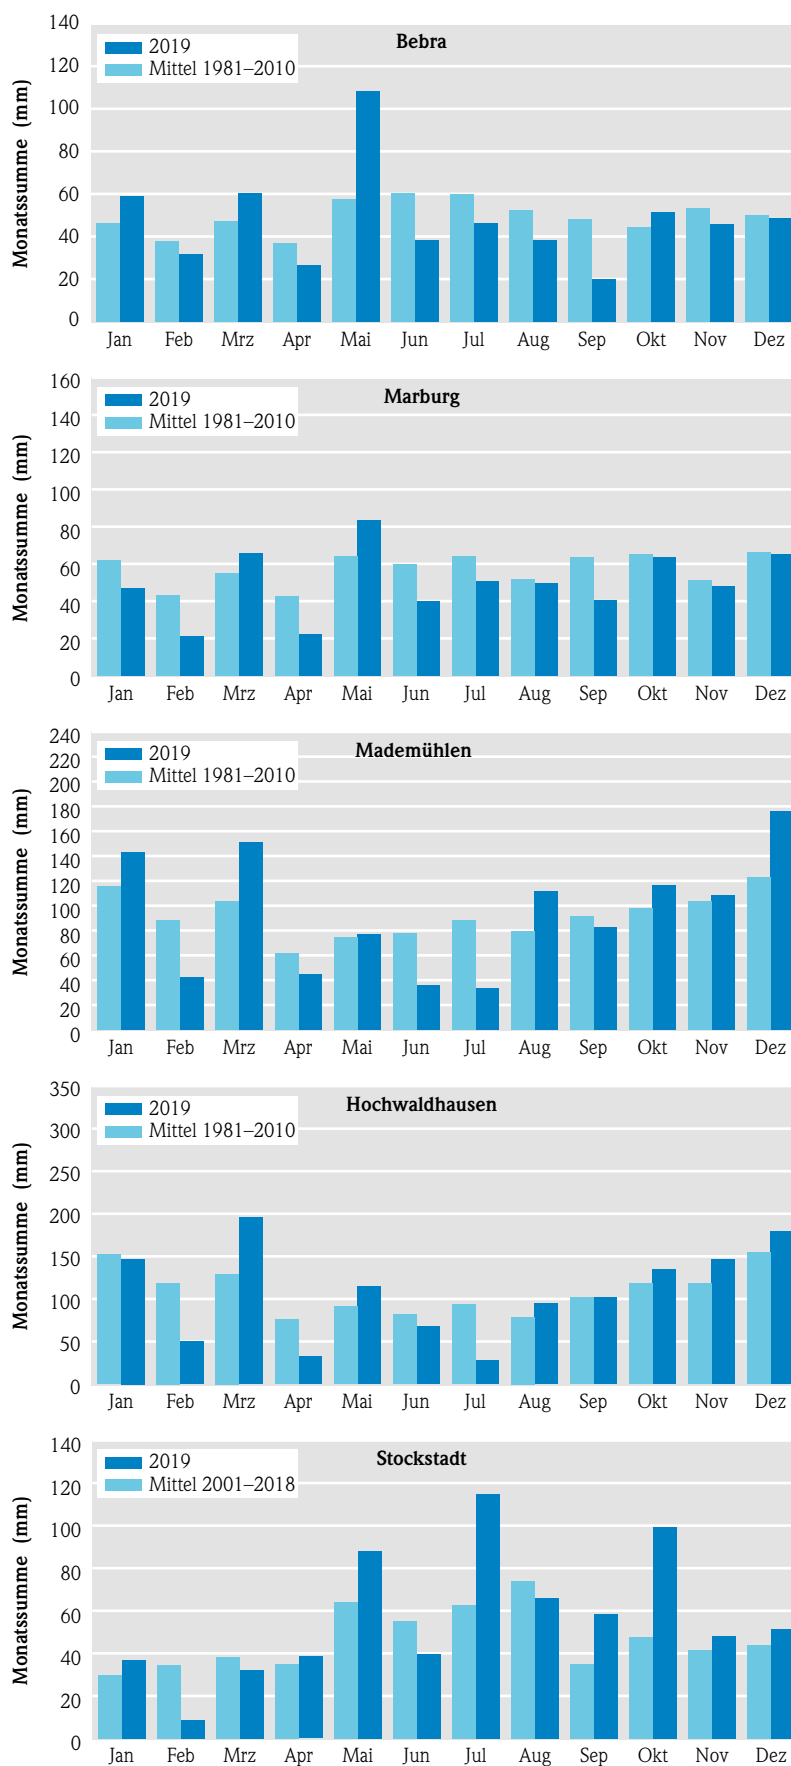 Bebra
2019
Mittel 1981–2010
Monatssumme (mm)
140
120
100
80
60
40
20
0
Jan Feb Mrz Apr Mai Jun Jul Aug Sep Okt Nov Dez
Marburg
2019
Mittel 1981–2010
Monatssumme (mm)
160
140
120
100
80
60
40
20
0
Jan Feb Mrz Apr Mai Jun Jul Aug Sep Okt Nov Dez
Mademühlen
2019
Mittel 1981–2010
Monatssumme (mm)
240
220
200
180
160
140
120
100
80
60
40
20
0
Jan Feb Mrz Apr Mai Jun Jul Aug Sep Okt Nov Dez
Hochwaldhausen
2019
Mittel 1981–2010
Monatssumme (mm)
350
300
250
200
150
100
50
0
Jan Feb Mrz Apr Mai Jun Jul Aug Sep Okt Nov Dez
Stockstadt
2019
Mittel 2001–2018
Monatssumme (mm)
140
120
100
80
60
40
20
0
Jan Feb Mrz Apr Mai Jun Jul Aug Sep Okt Nov Dez